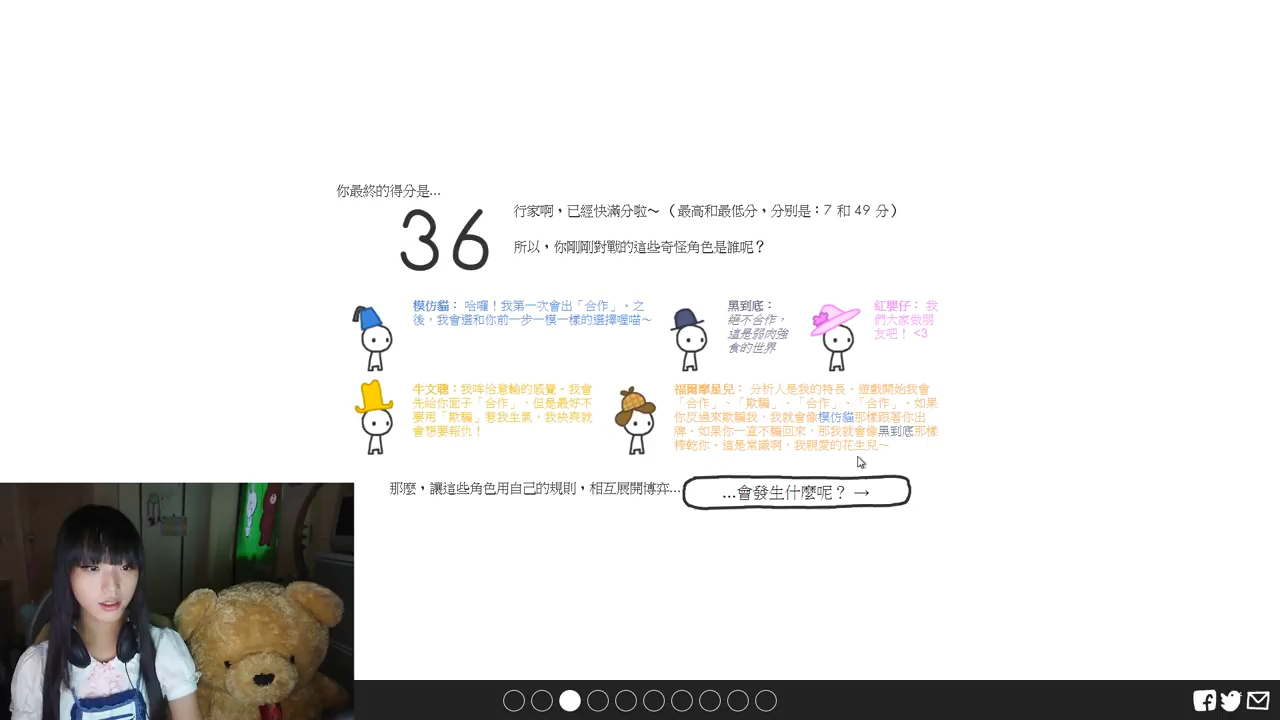 你最終的得分是...
36
行家啊，已經快滿分啦～（最高和最低分，分別是：7 和 49 分）
所以，你剛剛對戰的這些奇怪角色是誰呢？
模仿貓： 哈囉！我第一次會出「合作」。之
後，我會選和你前一步一模一樣的選擇喔喵～
黑到底：
絕不合作，
這是弱肉強
食的世界
紅嬰仔： 我
們大家做朋
友吧！ <3
牛文聰：我哞恰意輸的感覺。我會
先給你面子「合作」，但是最好不
要用「欺騙」惹我生氣，我抉爽就
會想要報仇！
福爾摩星兒： 分析人是我的特長。遊戲開始我會
「合作」、「欺騙」、「合作」、「合作」。如果
你反過來欺騙我，我就會像模仿貓那樣跟著你出
牌。如果你一直不騙回來，那我就會像黑到底那樣
榨乾你。這是常識啊，我親愛的花生兒～
那麼，讓這些角色用自己的規則，相互展開博弈...
...會發生什麼呢？ →